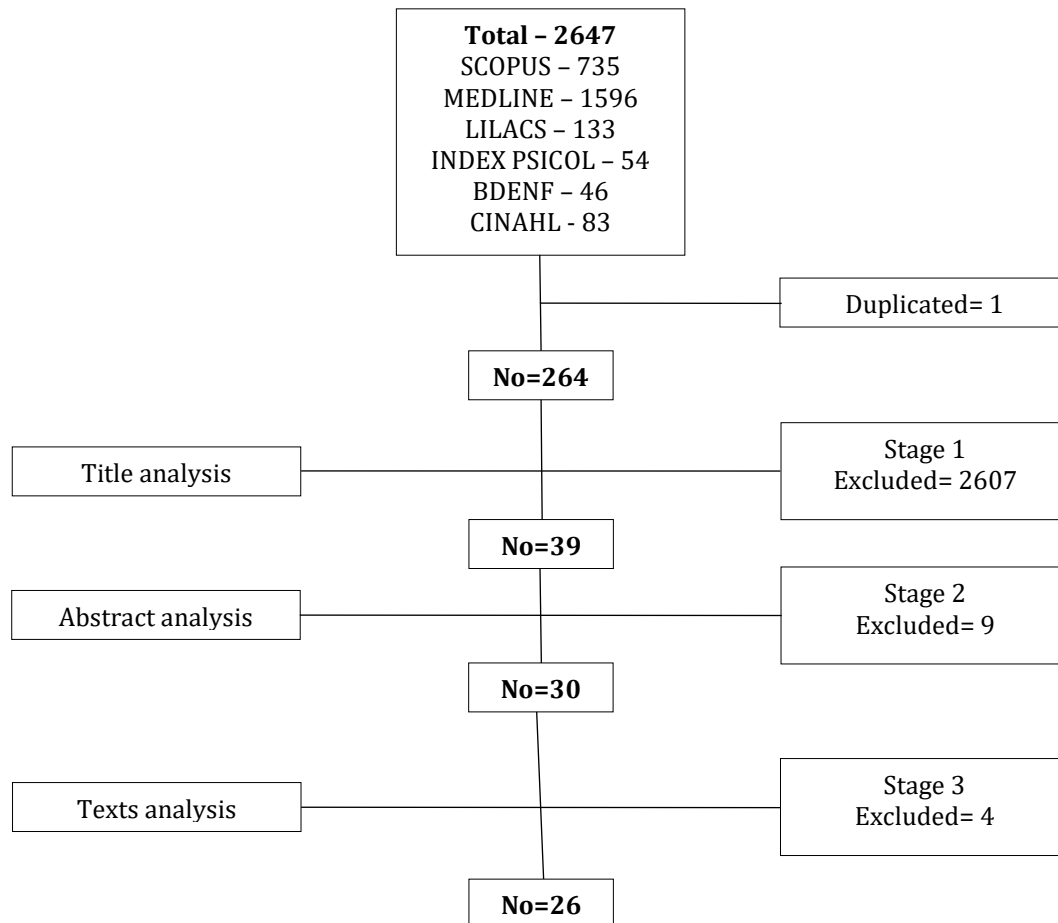 Total – 2647
SCOPUS – 735
MEDLINE – 1596
LILACS – 133
INDEX PSICOL – 54
BDENF – 46
CINAHL - 83
Duplicated= 1
No=264
Title analysis
Stage 1
Excluded= 2607
No=39
Abstract analysis
Stage 2
Excluded= 9
No=30
Texts analysis
Stage 3
Excluded= 4
No=26